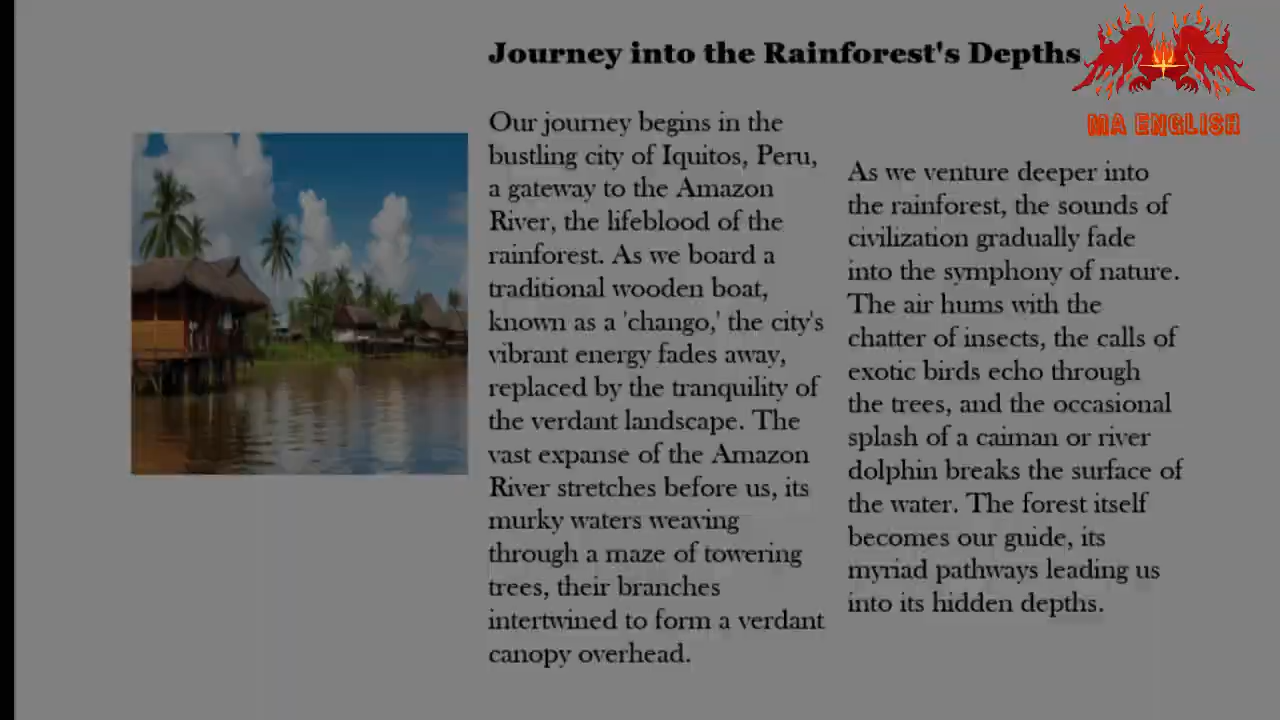 Journey into the Rainforest's Depths
MA ENGLISH
Our journey begins in the
bustling city of Iquitos, Peru,
a gateway to the Amazon
River, the lifeblood of the
rainforest. As we board a
traditional wooden boat,
known as a 'chango,' the city's
vibrant energy fades away,
replaced by the tranquility of
the verdant landscape. The
vast expanse of the Amazon
River stretches before us, its
murky waters weaving
through a maze of towering
trees, their branches
intertwined to form a verdant
canopy overhead.
As we venture deeper into
the rainforest, the sounds of
civilization gradually fade
into the symphony of nature.
The air hums with the
chatter of insects, the calls of
exotic birds echo through
the trees, and the occasional
splash of a caiman or river
dolphin breaks the surface of
the water. The forest itself
becomes our guide, its
myriad pathways leading us
into its hidden depths.